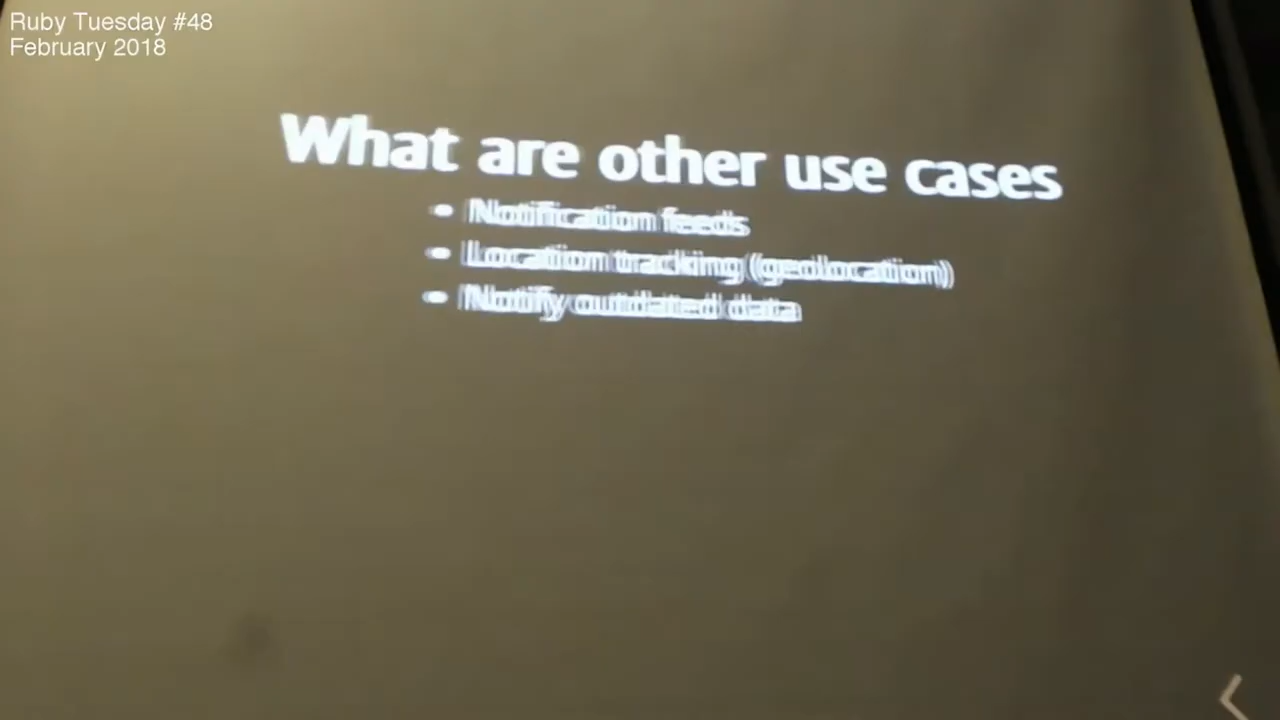 Ruby Tuesday #48
February 2018
What are other use cases
• Notification feeds
• Location tracking (geolocation)
• Notify outdated data